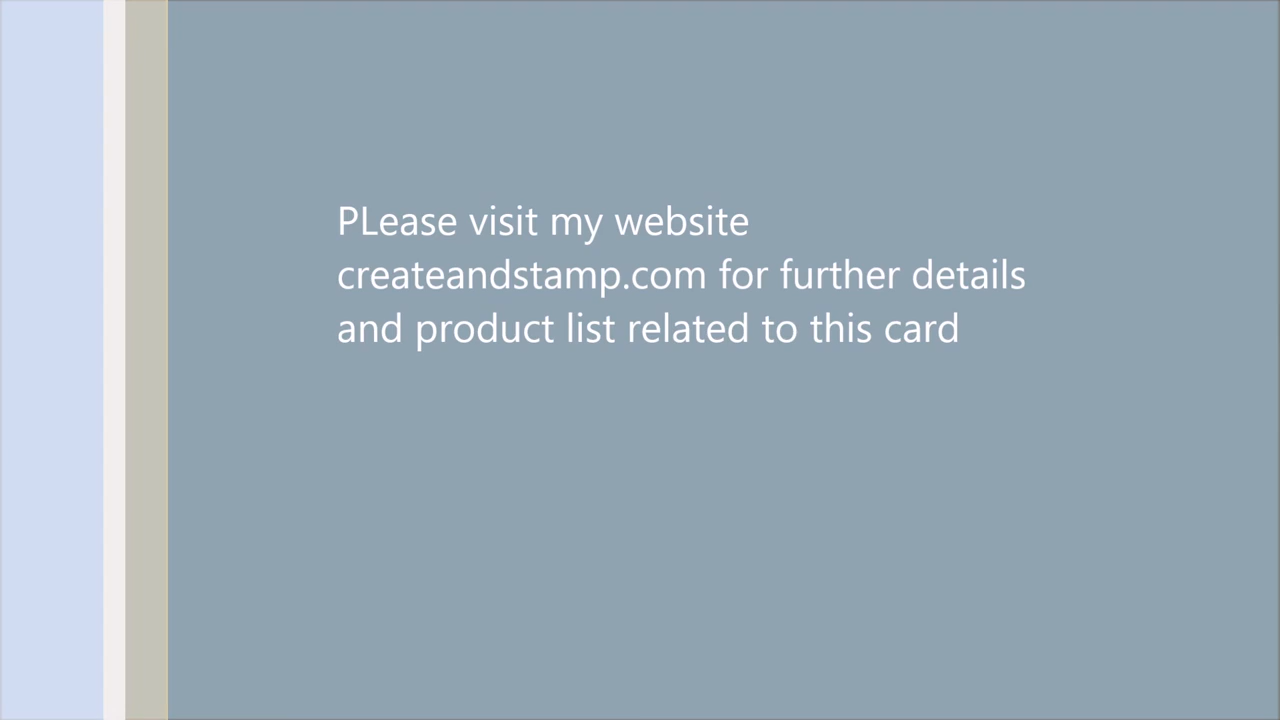 PLease visit my website
createandstamp.com for further details
and product list related to this card